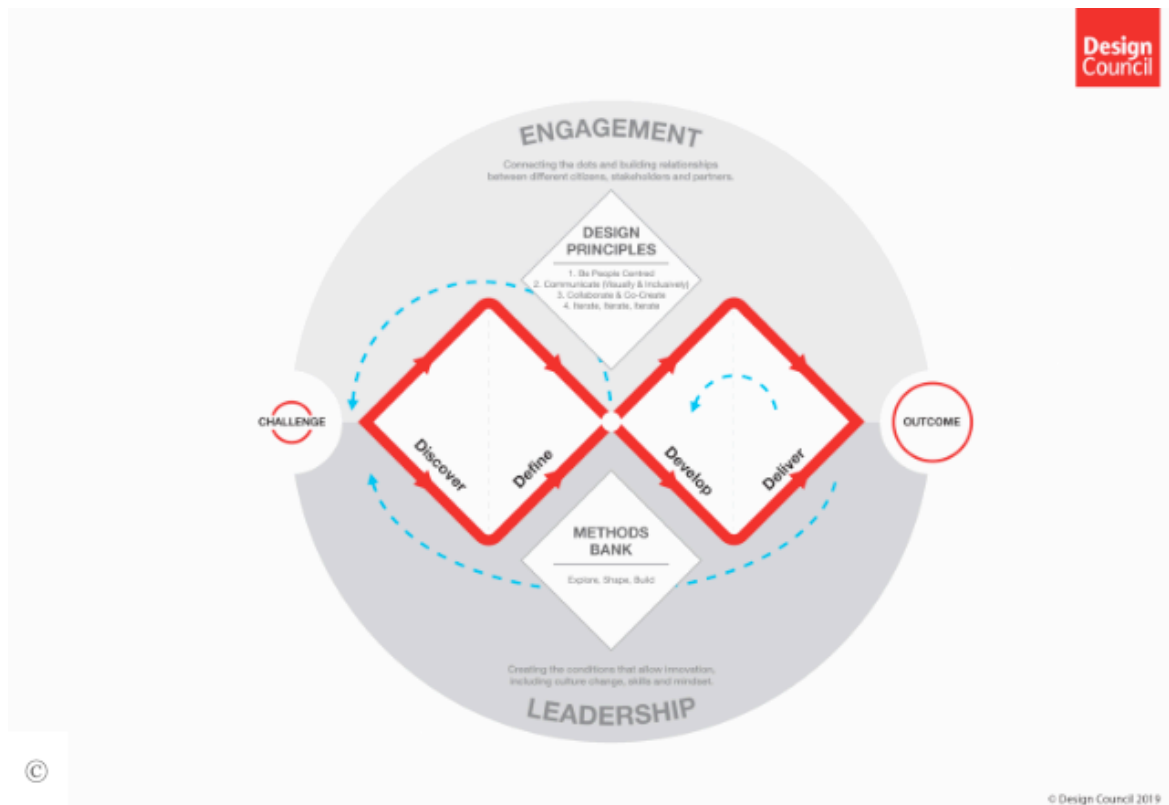 Design
Council
ENGAGEMENT
Connecting the dots and building relationships
between different citizens, stakeholders and partners.
DESIGN
PRINCIPLES
1. Be People Centred
2. Communicate (Visually & Inclusively)
3. Collaborate & Co-Create
4. Iterate, Iterate, Iterate
CHALLENGE
OUTCOME
Discover
Define
Develop
Deliver
METHODS
BANK
Explore, Shape, Build
Creating the conditions that allow innovation,
including culture change, skills and mindset.
LEADERSHIP
©
© Design Council 2019